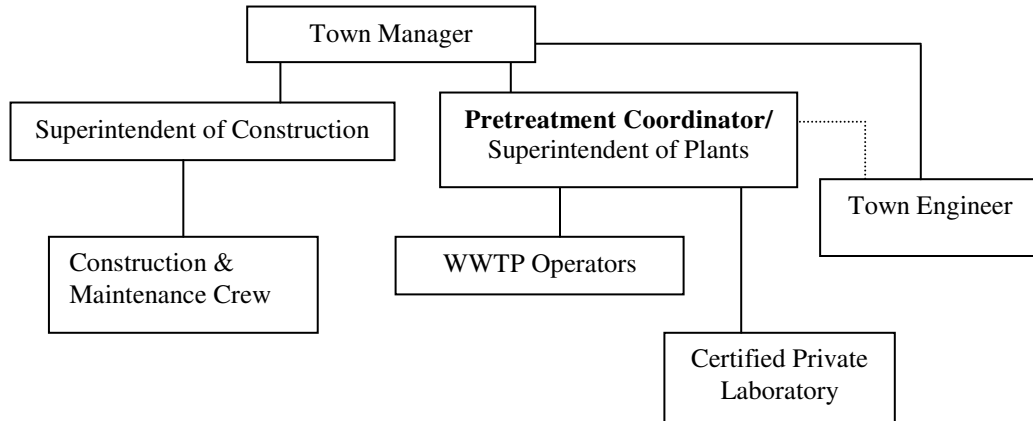 Town Manager
Superintendent of Construction
Pretreatment Coordinator/
Superintendent of Plants
Town Engineer
Construction &
Maintenance Crew
WWTP Operators
Certified Private
Laboratory